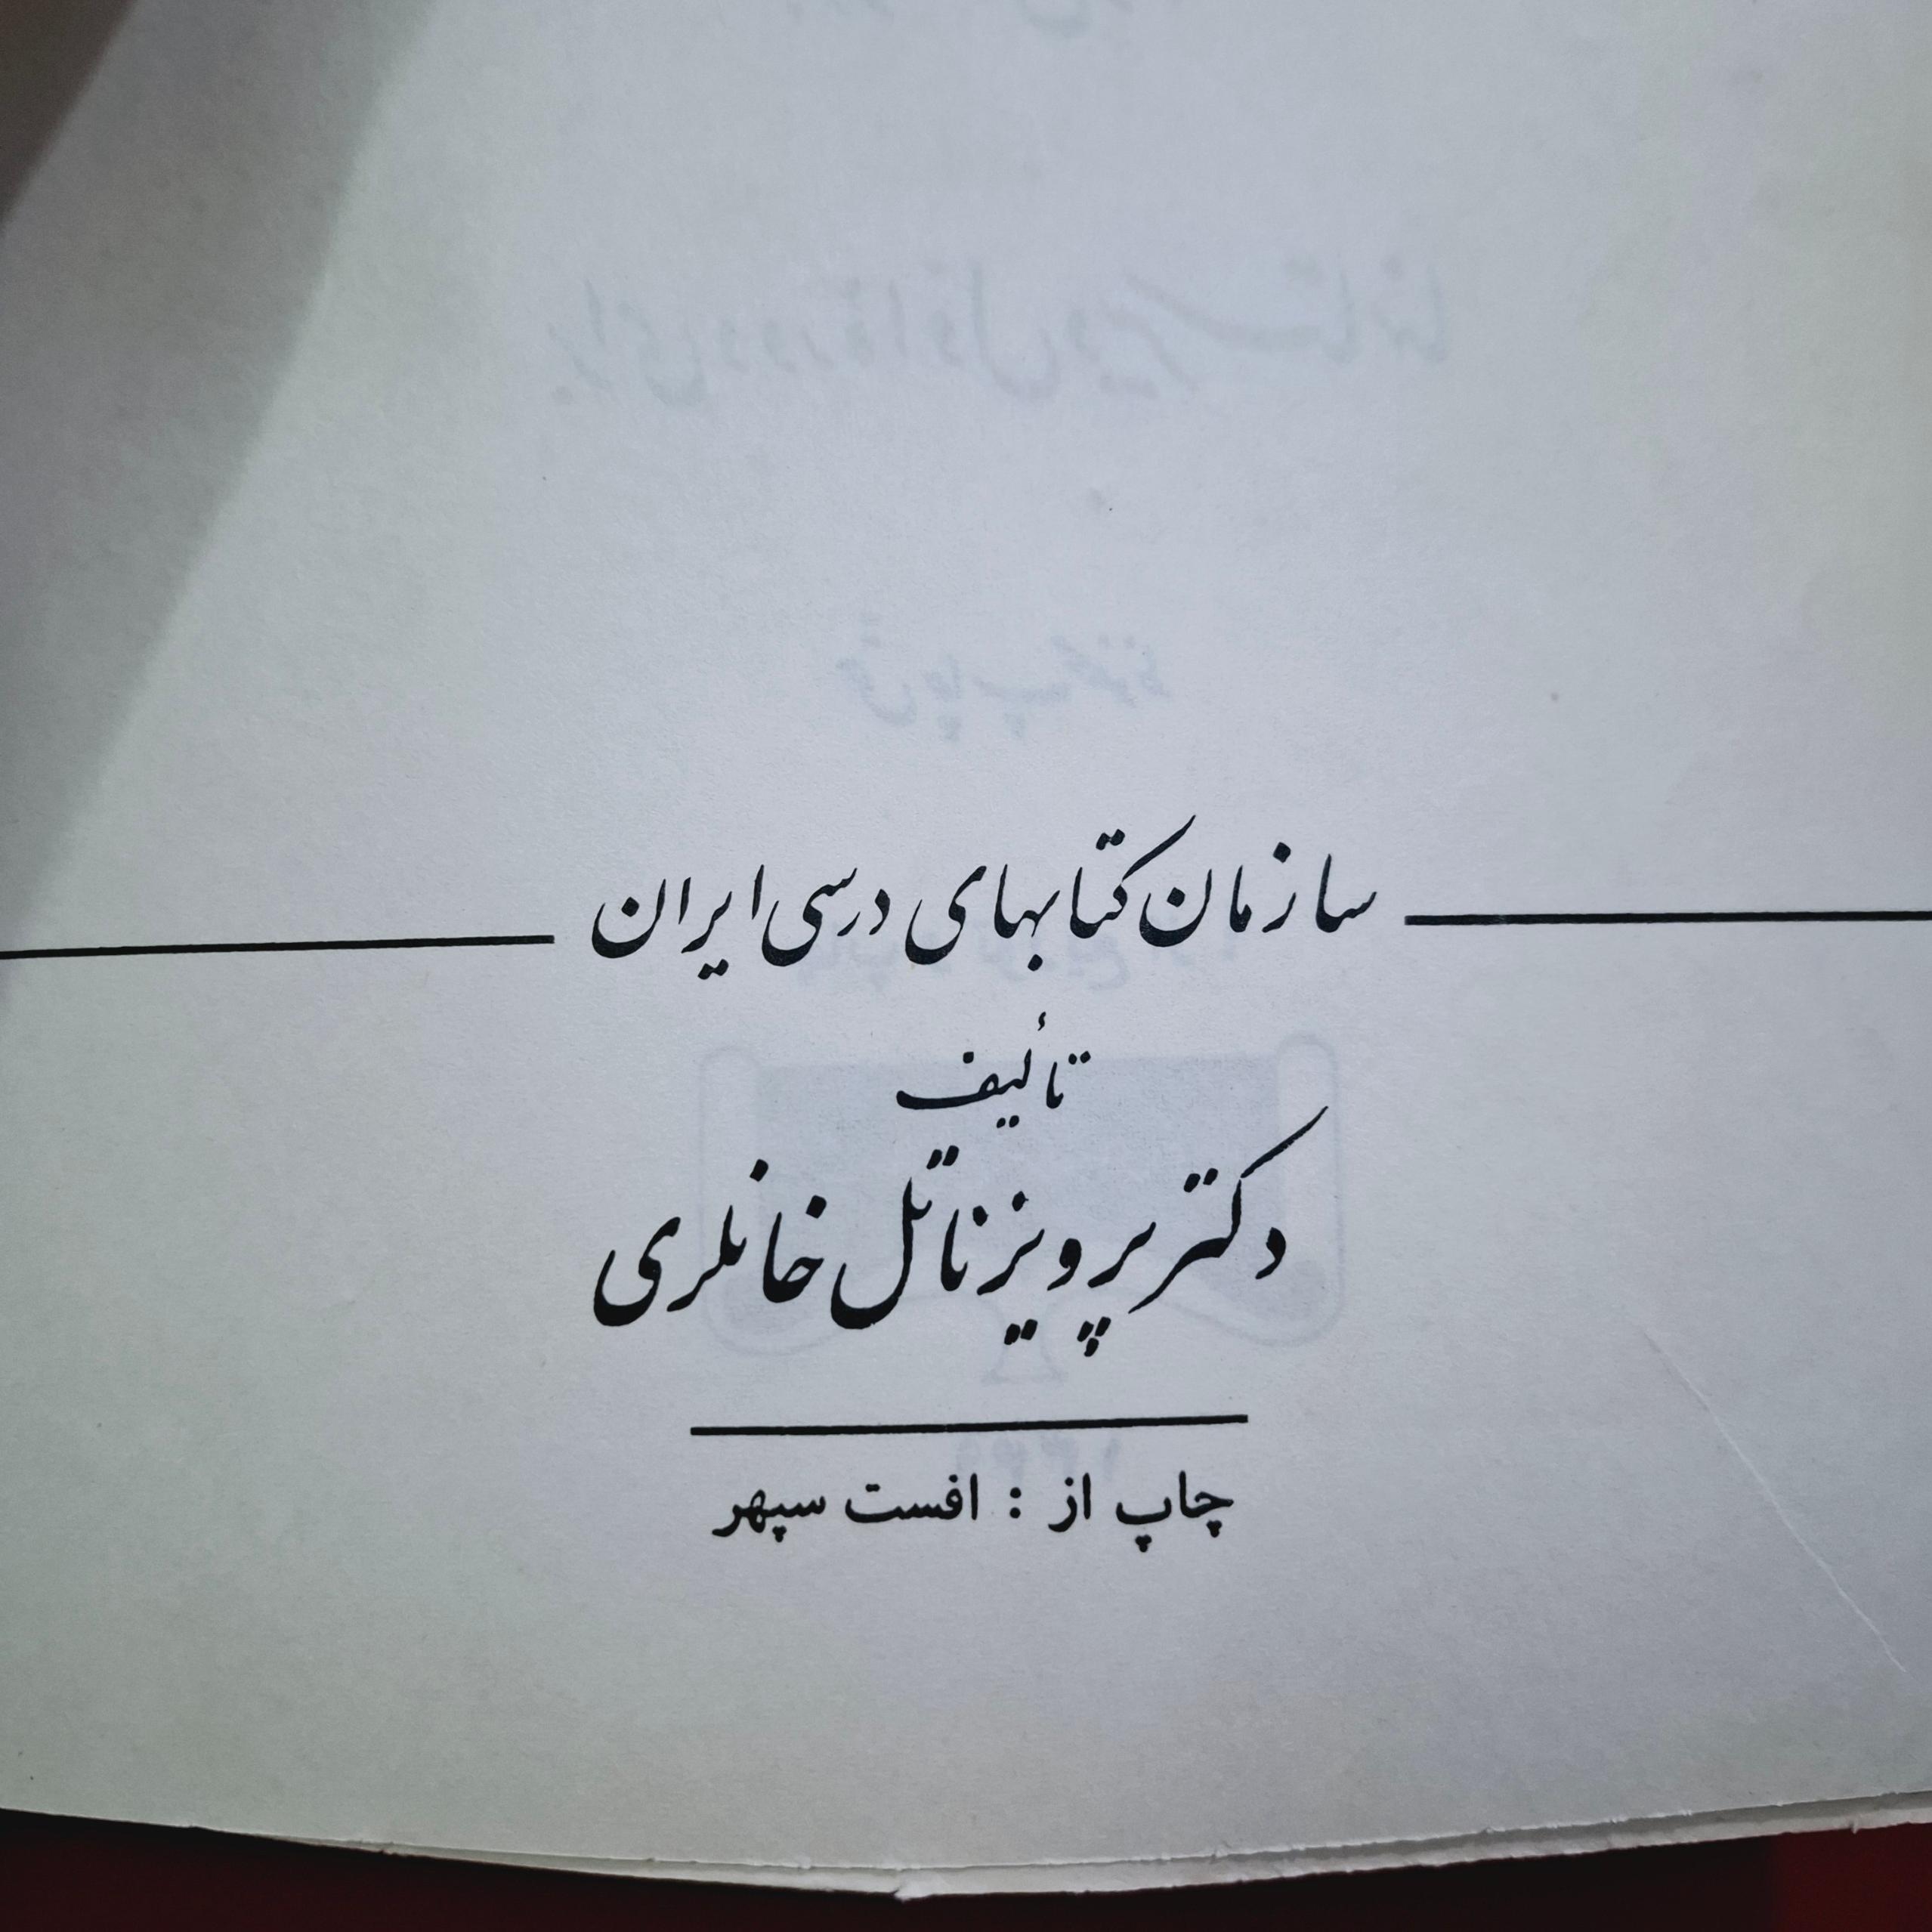 سازمان کتابهای درسی ایران
تألیف
دکتر پرویز ناتل خانلری
چاپ از : افست سپهر